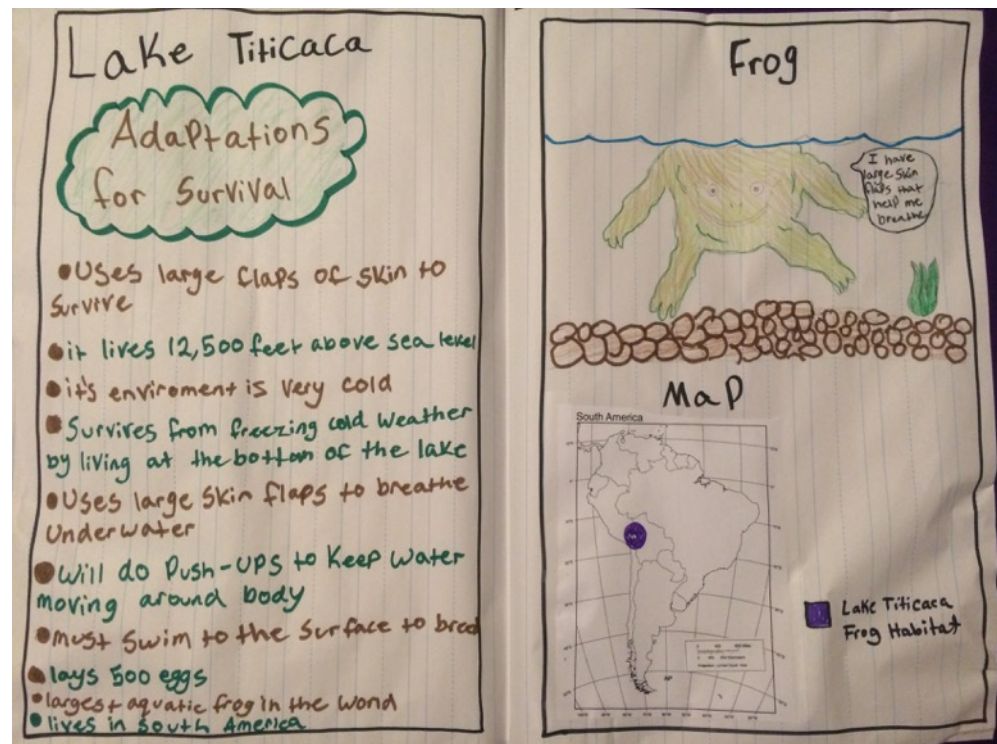 Lake Titicaca
Adaptations
for Survival
•Uses large flaps of skin to
Survive
•it lives 12,500 feet above sea level
•it's enviroment is very cold
•Survives from freezing cold weather
by living at the bottom of the lake
•Uses large skin flaps to breathe
Underwater
•Will do Push-ups to Keep water
moving around body
•must swim to the surface to breed
•lays 500 eggs
•largest aquatic frog in the world
•lives in south America
Frog
I have
large skin
flaps that
help me
breathe
Map
South America
Lake Titicaca
Frog Habitat